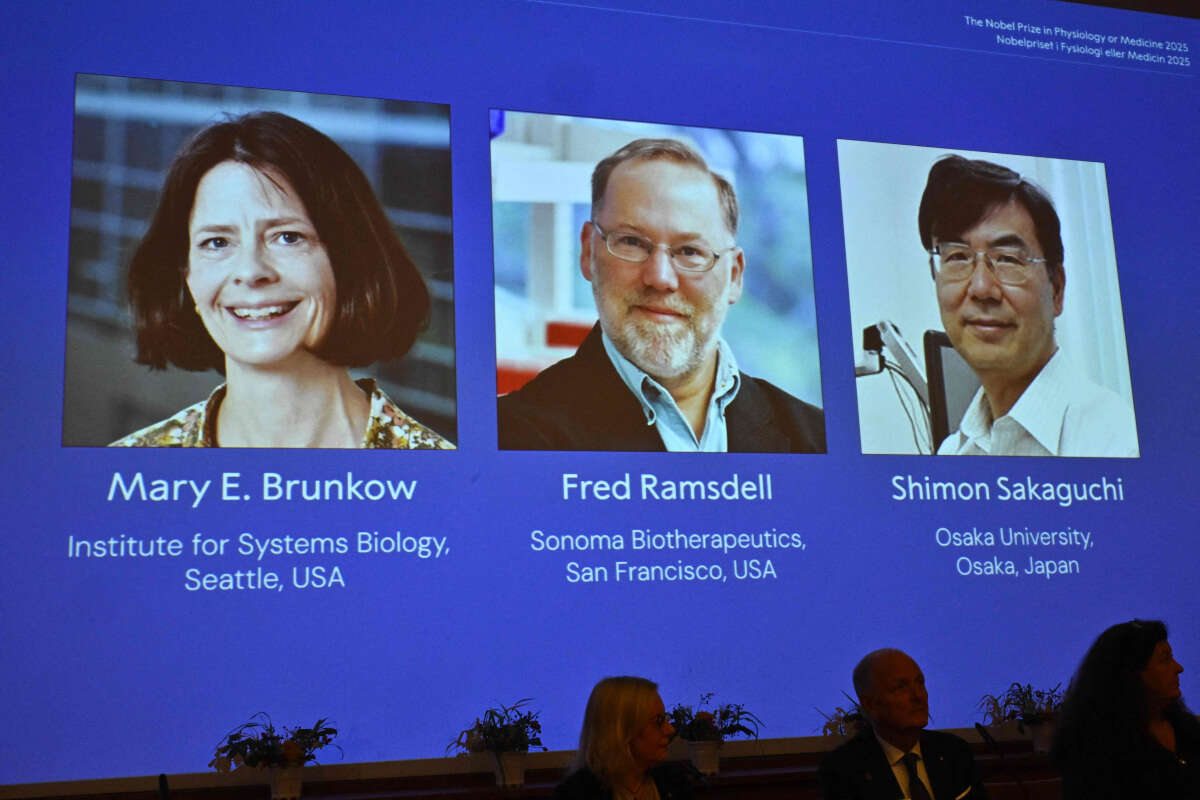 The Nobel Prize in Physiology or Medicine 2025
Nobelpriset i Fysiologi eller Medicin 2025
Mary E. Brunkow
Institute for Systems Biology,
Seattle, USA
Fred Ramsdell
Sonoma Biotherapeutics,
San Francisco, USA
Shimon Sakaguchi
Osaka University,
Osaka, Japan